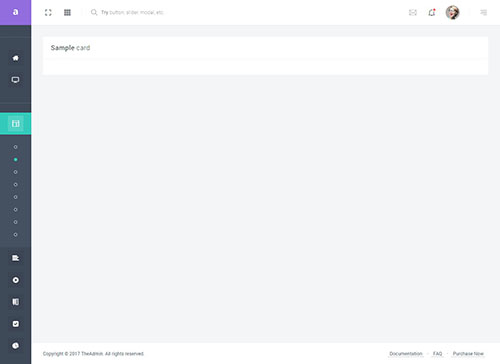 a
Try button, slider, modal, etc.
Sample card
Copyright © 2017 TheAdmin. All rights reserved.
Documentation
FAQ
Purchase Now